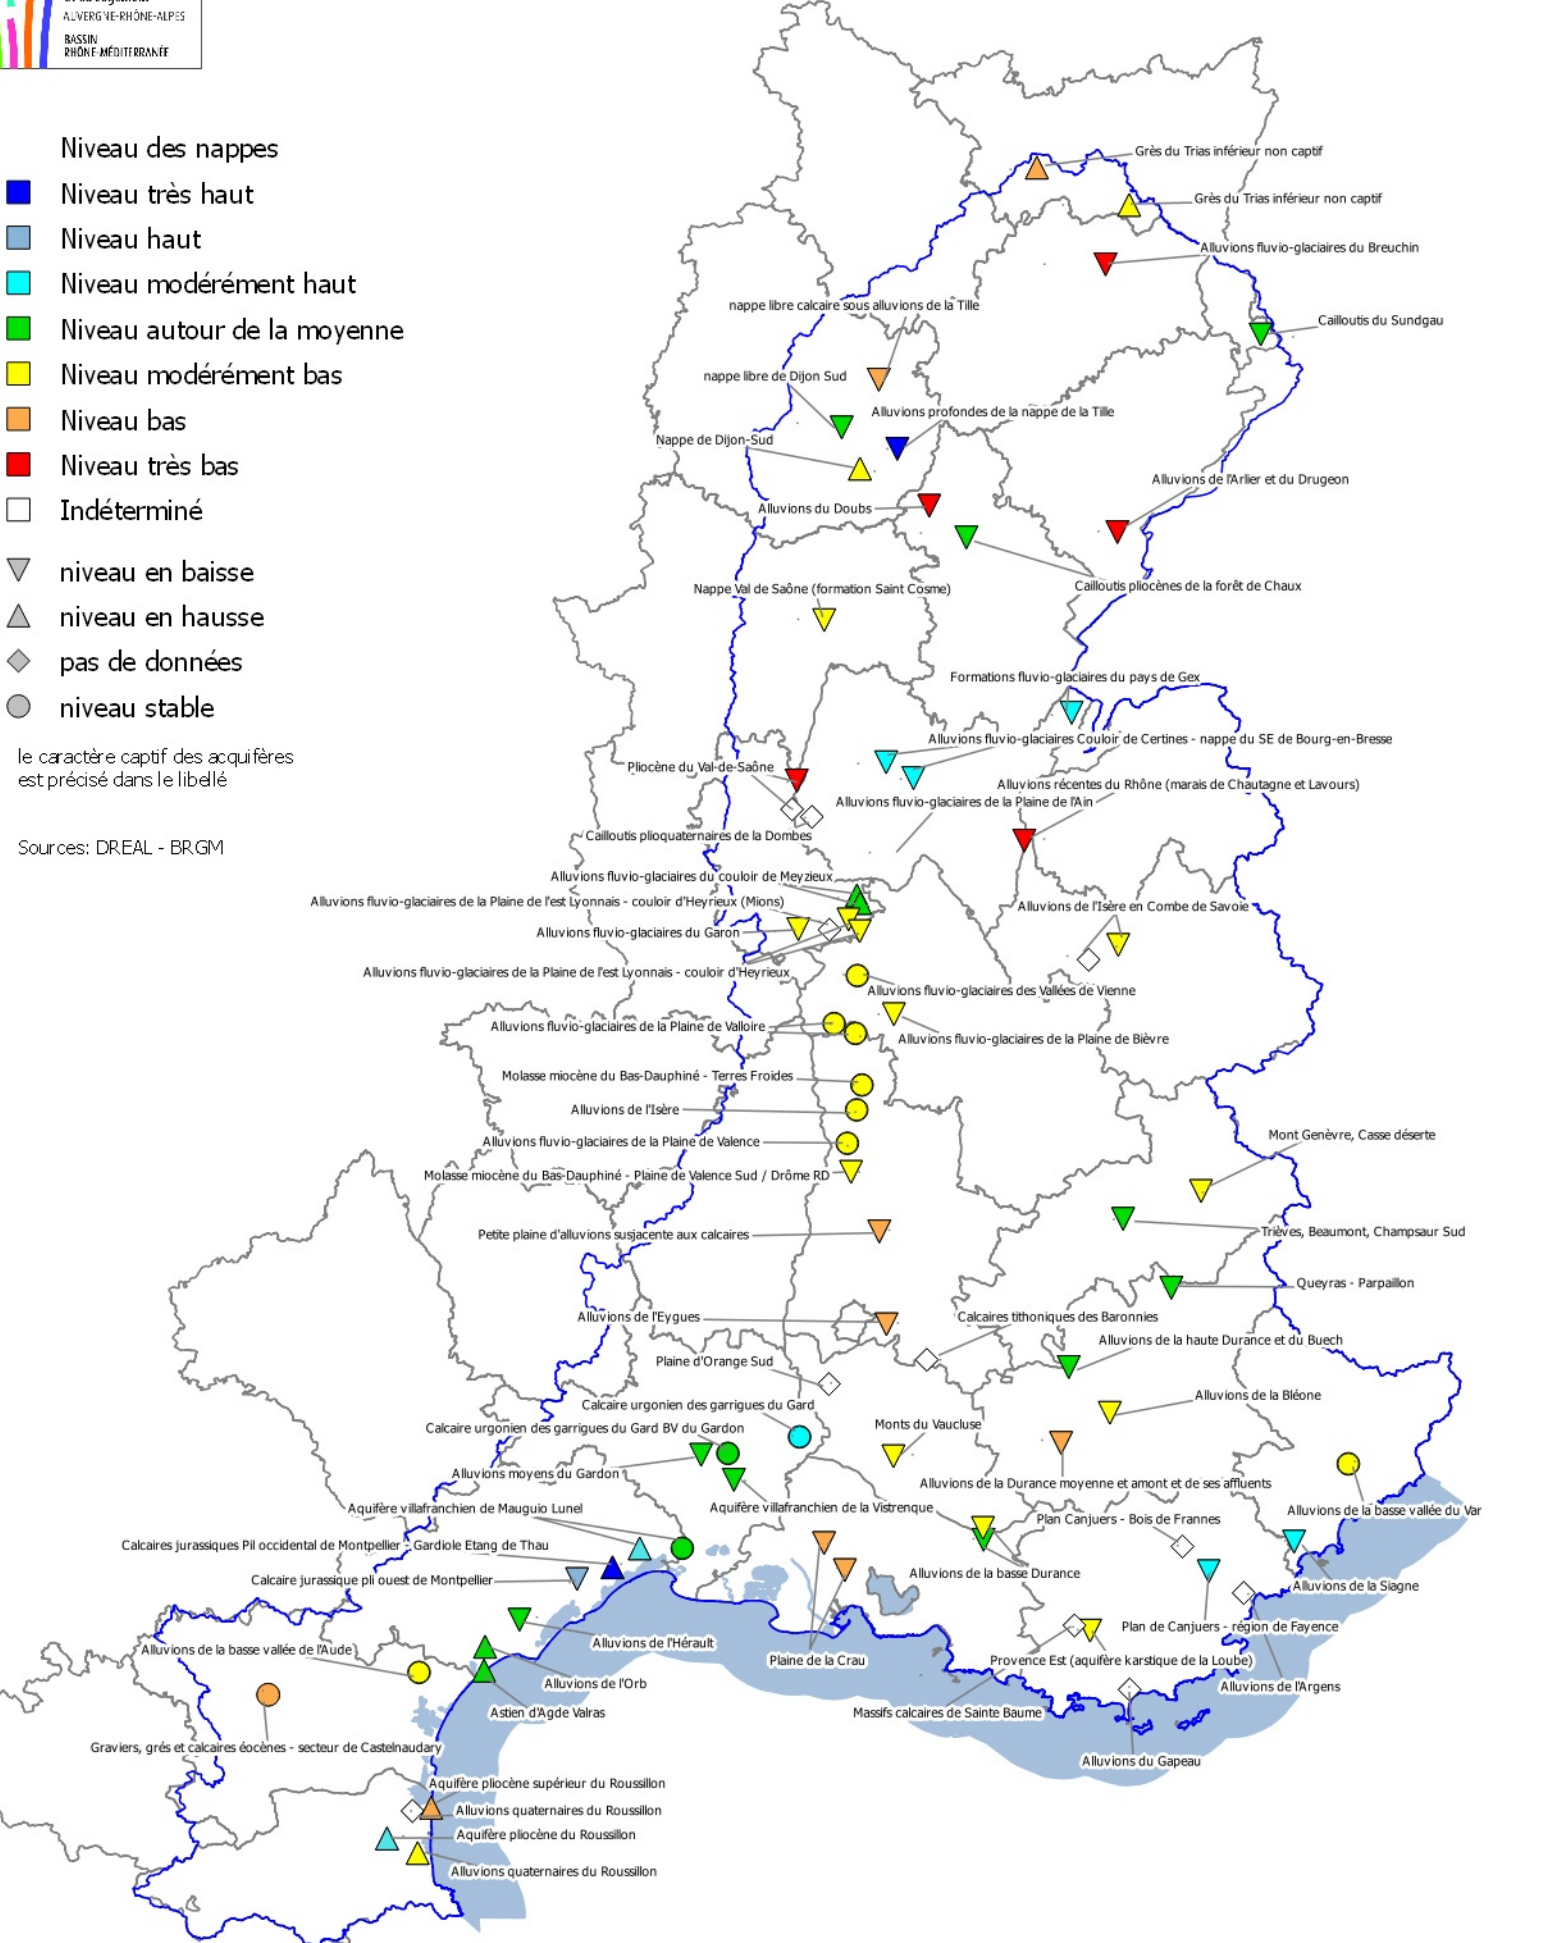 AUVERGNE-RHÔNE-ALPES
BASSIN
RHÔNE-MÉDITERRANÉE
Niveau des nappes
Niveau très haut
Niveau haut
Niveau modérément haut
Niveau autour de la moyenne
Niveau modérément bas
Niveau bas
Niveau très bas
Indéterminé
niveau en baisse
niveau en hausse
pas de données
niveau stable
le caractère captif des acquifères
est précisé dans le libellé
Sources: DREAL - BRGM
Grès du Trias inférieur non captif
Grès du Trias inférieur non captif
Alluvions fluvio-glaciaires du Breuchin
nappe libre calcaire sous alluvions de la Tille
Cailloutis du Sundgau
nappe libre de Dijon Sud
Alluvions profondes de la nappe de la Tille
Nappe de Dijon-Sud
Alluvions de l'Arlier et du Drugeon
Alluvions du Doubs
Cailloutis pliocènes de la forêt de Chaux
Nappe Val de Saône (formation Saint Cosme)
Formations fluvio-glaciaires du pays de Gex
Alluvions fluvio-glaciaires Couloir de Certines - nappe du SE de Bourg-en-Bresse
Pliocène du Val-de-Saône
Alluvions récentes du Rhône (marais de Chautagne et Lavours)
Alluvions fluvio-glaciaires de la Plaine de l'Ain
Cailloutis plioquaternaires de la Dombes
Alluvions fluvio-glaciaires du couloir de Meyzieux
Alluvions fluvio-glaciaires de la Plaine de l'est Lyonnais - couloir d'Heyrieux (Mions)
Alluvions de l'Isère en Combe de Savoie
Alluvions fluvio-glaciaires du Garon
Alluvions fluvio-glaciaires de la Plaine de l'est Lyonnais - couloir d'Heyrieux
Alluvions fluvio-glaciaires des Vallées de Vienne
Alluvions fluvio-glaciaires de la Plaine de Valloire
Alluvions fluvio-glaciaires de la Plaine de Bièvre
Molasse miocène du Bas-Dauphiné - Terres Froides
Alluvions de l'Isère
Mont Genèvre, Casse déserte
Alluvions fluvio-glaciaires de la Plaine de Valence
Molasse miocène du Bas-Dauphiné - Plaine de Valence Sud / Drôme RD
Petite plaine d'alluvions susjacente aux calcaires
Trièves, Beaumont, Champsaur Sud
Queyras - Parpaillon
Alluvions de l'Eygues
Calcaires tithoniques des Baronnies
Alluvions de la haute Durance et du Buech
Plaine d'Orange Sud
Alluvions de la Bléone
Calcaire urgonien des garrigues du Gard
Calcaire urgonien des garrigues du Gard BV du Gardon
Monts du Vaucluse
Alluvions moyens du Gardon
Alluvions de la Durance moyenne et amont et de ses affluents
Aquifère villafranchien de Mauguio Lunel
Aquifère villafranchien de la Vistrenque
Alluvions de la basse vallée du Var
Plan Canjuers - Bois de Frannes
Calcaires jurassiques Pil occidental de Montpellier - Gardiole Etang de Thau
Alluvions de la basse Durance
Calcaire jurassique pli ouest de Montpellier
Alluvions de la Siagne
Plan de Canjuers - région de Fayence
Alluvions de l'Hérault
Alluvions de la basse vallée de l'Aude
Plaine de la Crau
Provence Est (aquifère karstique de la Loube)
Alluvions de l'Orb
Alluvions de l'Argens
Astien d'Agde Valras
Massifs calcaires de Sainte Baume
Graviers, grés et calcaires éocènes - secteur de Castelnaudary
Alluvions du Gapeau
Aquifère pliocène supérieur du Roussillon
Alluvions quaternaires du Roussillon
Aquifère pliocène du Roussillon
Alluvions quaternaires du Roussillon